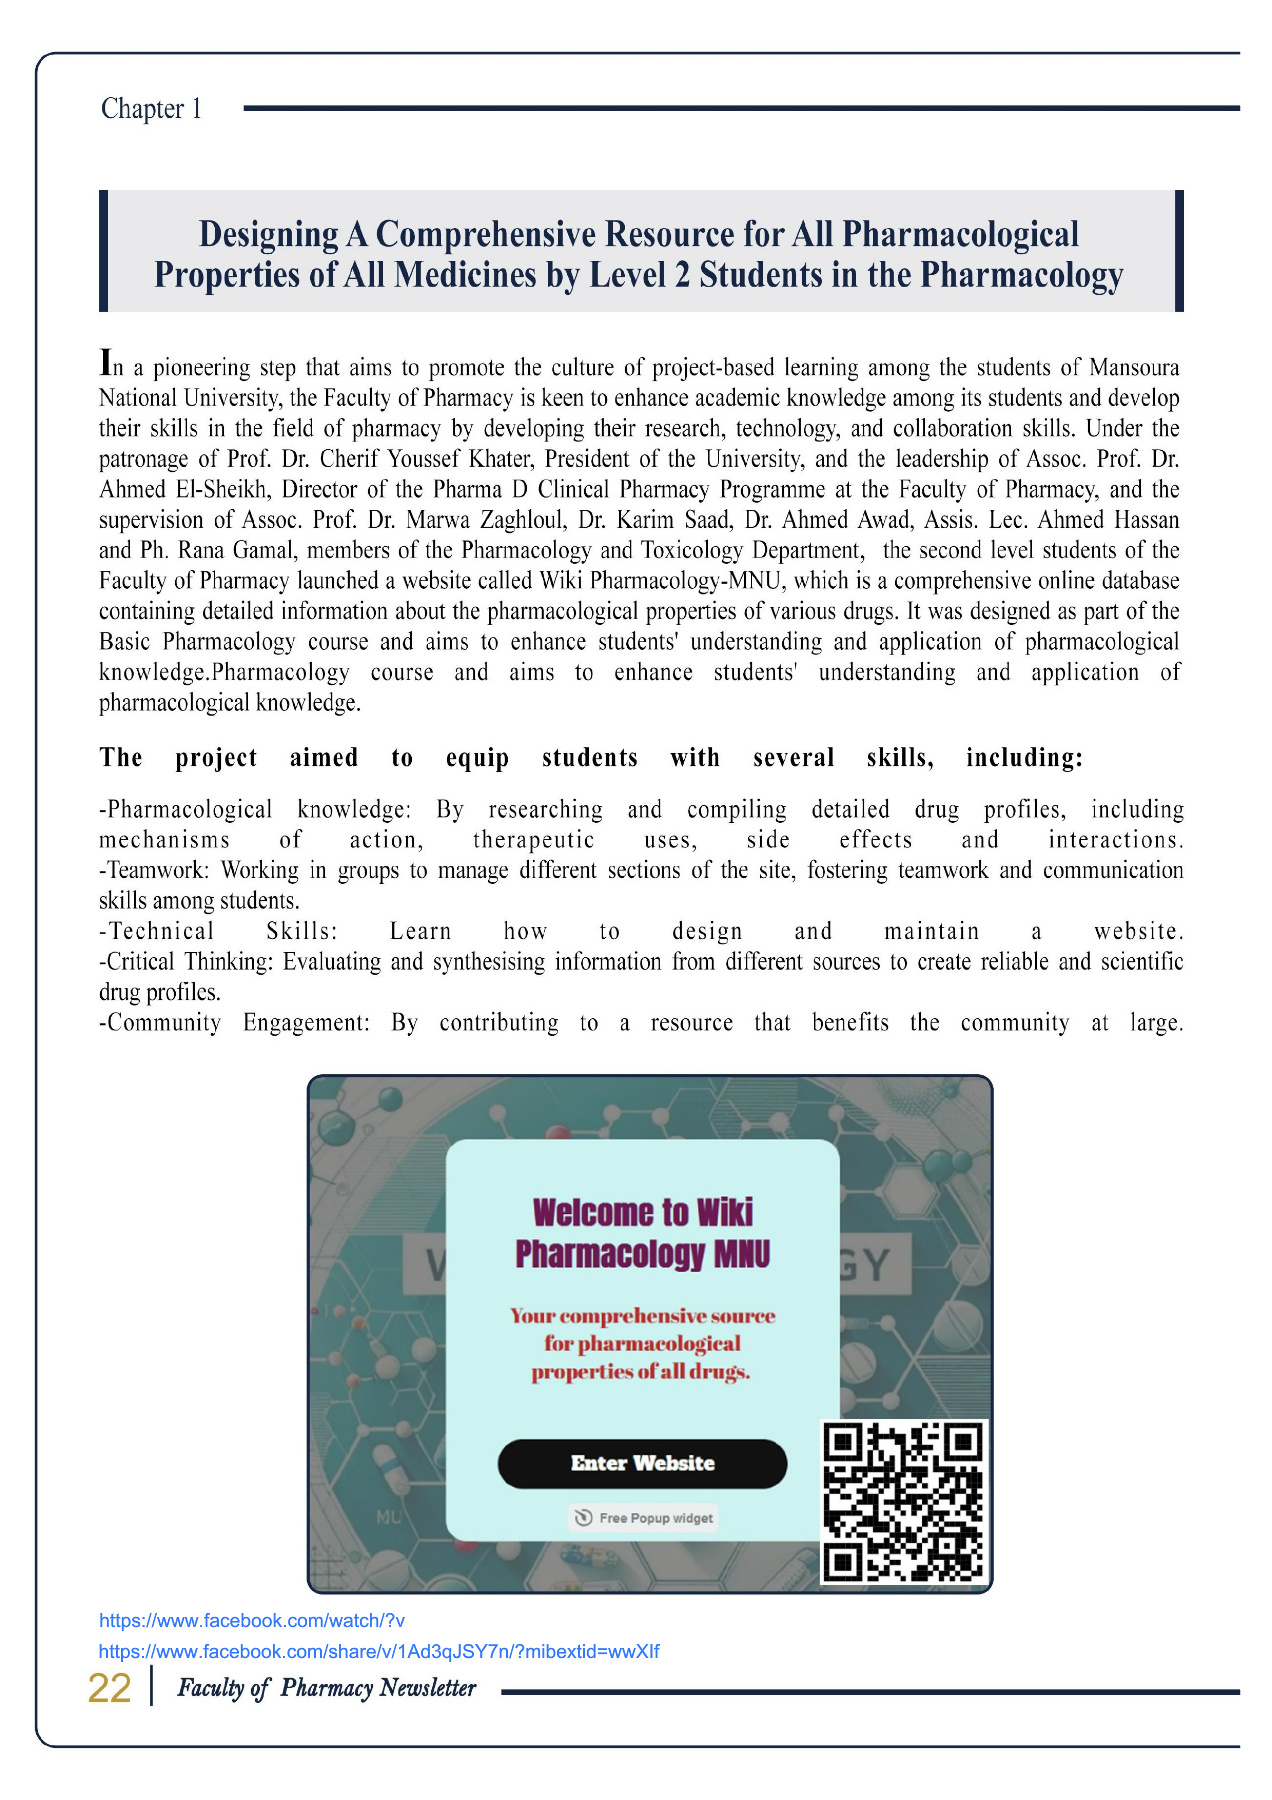 Chapter 1
Designing A Comprehensive Resource for All Pharmacological
Properties of All Medicines by Level 2 Students in the Pharmacology
In a pioneering step that aims to promote the culture of project-based learning among the students of Mansoura
National University, the Faculty of Pharmacy is keen to enhance academic knowledge among its students and develop
their skills in the field of pharmacy by developing their research, technology, and collaboration skills. Under the
patronage of Prof. Dr. Cherif Youssef Khater, President of the University, and the leadership of Assoc. Prof. Dr.
Ahmed El-Sheikh, Director of the Pharma D Clinical Pharmacy Programme at the Faculty of Pharmacy, and the
supervision of Assoc. Prof. Dr. Marwa Zaghloul, Dr. Karim Saad, Dr. Ahmed Awad, Assis. Lec. Ahmed Hassan
and Ph. Rana Gamal, members of the Pharmacology and Toxicology Department, the second level students of the
Faculty of Pharmacy launched a website called Wiki Pharmacology-MNU, which is a comprehensive online database
containing detailed information about the pharmacological properties of various drugs. It was designed as part of the
Basic Pharmacology course and aims to enhance students' understanding and application of pharmacological
knowledge.Pharmacology course and aims to enhance students' understanding and application of
pharmacological knowledge.
The project aimed to equip students with several skills, including:
-Pharmacological knowledge: By researching and compiling detailed drug profiles, including
mechanisms of action, therapeutic uses, side effects and interactions.
-Teamwork: Working in groups to manage different sections of the site, fostering teamwork and communication
skills among students.
-Technical Skills: Learn how to design and maintain a website.
-Critical Thinking: Evaluating and synthesising information from different sources to create reliable and scientific
drug profiles.
-Community Engagement: By contributing to a resource that benefits the community at large.
Welcome to Wiki
Pharmacology MNU
Your comprehensive source
for pharmacological
properties of all drugs.
Enter Website
Free Popup widget
MU
https://www.facebook.com/watch/?v
https://www.facebook.com/share/v/1Ad3qJSY7n/?mibextid=wwXIf
22 | Faculty of Pharmacy Newsletter